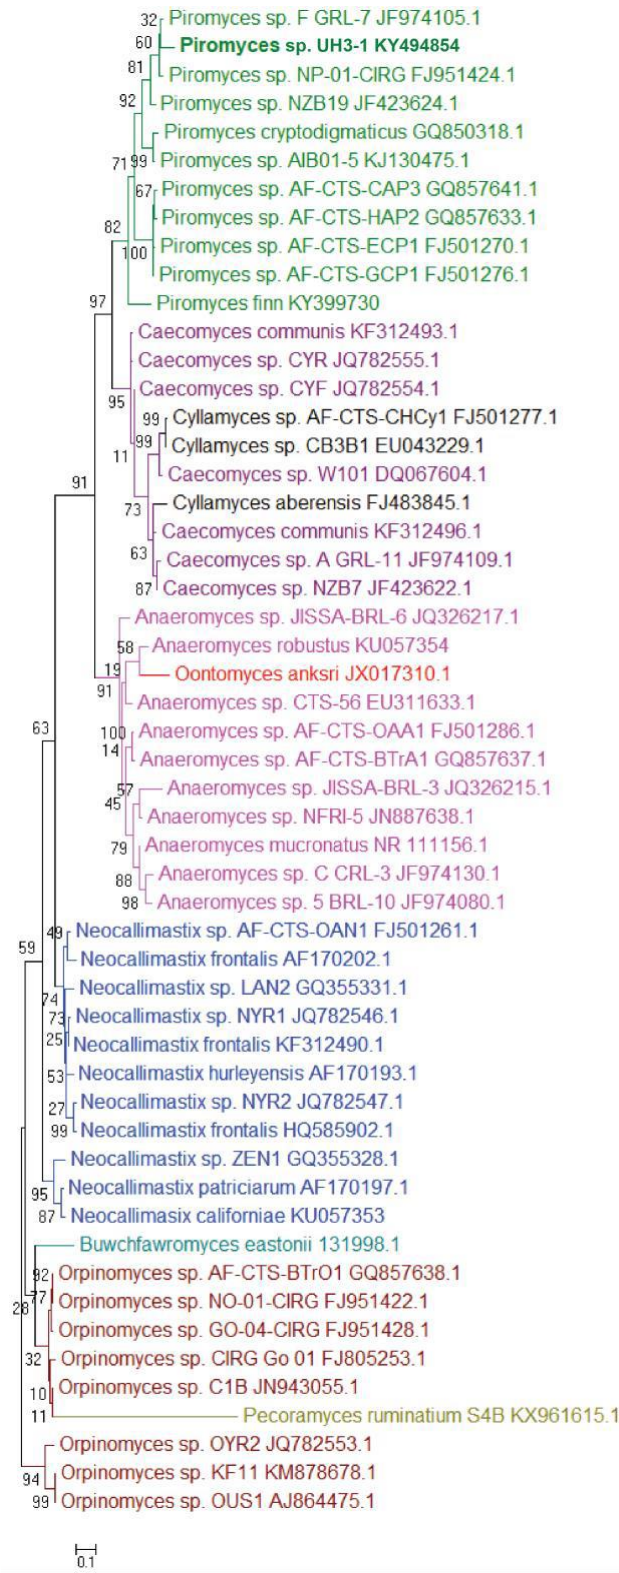 32 Piromyces sp. F GRL-7 JF974105.1
60 Piromyces sp. UH3-1 KY494854
81 Piromyces sp. NP-01-CIRG FJ951424.1
92 Piromyces sp. NZB19 JF423624.1
Piromyces cryptodigmaticus GQ850318.1
71 99 Piromyces sp. AIB01-5 KJ130475.1
67 Piromyces sp. AF-CTS-CAP3 GQ857641.1
82 Piromyces sp. AF-CTS-HAP2 GQ857633.1
100 Piromyces sp. AF-CTS-ECP1 FJ501270.1
Piromyces sp. AF-CTS-GCP1 FJ501276.1
97 Piromyces finn KY399730
Caecomyces communis KF312493.1
Caecomyces sp. CYR JQ782555.1
95 Caecomyces sp. CYF JQ782554.1
99 Cyllamyces sp. AF-CTS-CHCy1 FJ501277.1
11 99 Cyllamyces sp. CB3B1 EU043229.1
91 Caecomyces sp. W101 DQ067604.1
73 Cyllamyces aberensis FJ483845.1
Caecomyces communis KF312496.1
63 Caecomyces sp. A GRL-11 JF974109.1
87 Caecomyces sp. NZB7 JF423622.1
Anaeromyces sp. JISSA-BRL-6 JQ326217.1
58 Anaeromyces robustus KU057354
19 Oontomyces anksri JX017310.1
91 Anaeromyces sp. CTS-56 EU311633.1
63 100 Anaeromyces sp. AF-CTS-OAA1 FJ501286.1
14 Anaeromyces sp. AF-CTS-BTrA1 GQ857637.1
57 Anaeromyces sp. JISSA-BRL-3 JQ326215.1
45 Anaeromyces sp. NFRI-5 JN887638.1
79 Anaeromyces mucronatus NR 111156.1
88 Anaeromyces sp. C CRL-3 JF974130.1
98 Anaeromyces sp. 5 BRL-10 JF974080.1
49 Neocallimastix sp. AF-CTS-OAN1 FJ501261.1
59 Neocallimastix frontalis AF170202.1
74 Neocallimastix sp. LAN2 GQ355331.1
73 Neocallimastix sp. NYR1 JQ782546.1
25 Neocallimastix frontalis KF312490.1
53 Neocallimastix hurleyensis AF170193.1
27 Neocallimastix sp. NYR2 JQ782547.1
99 Neocallimastix frontalis HQ585902.1
Neocallimastix sp. ZEN1 GQ355328.1
95 Neocallimastix patriciarum AF170197.1
87 Neocallimasix californiae KU057353
Buwchfawromyces eastonii 131998.1
92 Orpinomyces sp. AF-CTS-BTrO1 GQ857638.1
28 77 Orpinomyces sp. NO-01-CIRG FJ951422.1
Orpinomyces sp. GO-04-CIRG FJ951428.1
32 Orpinomyces sp. CIRG Go 01 FJ805253.1
10 Orpinomyces sp. C1B JN943055.1
11 Pecoramyces ruminatium S4B KX961615.1
Orpinomyces sp. OYR2 JQ782553.1
94 Orpinomyces sp. KF11 KM878678.1
99 Orpinomyces sp. OUS1 AJ864475.1
0.1